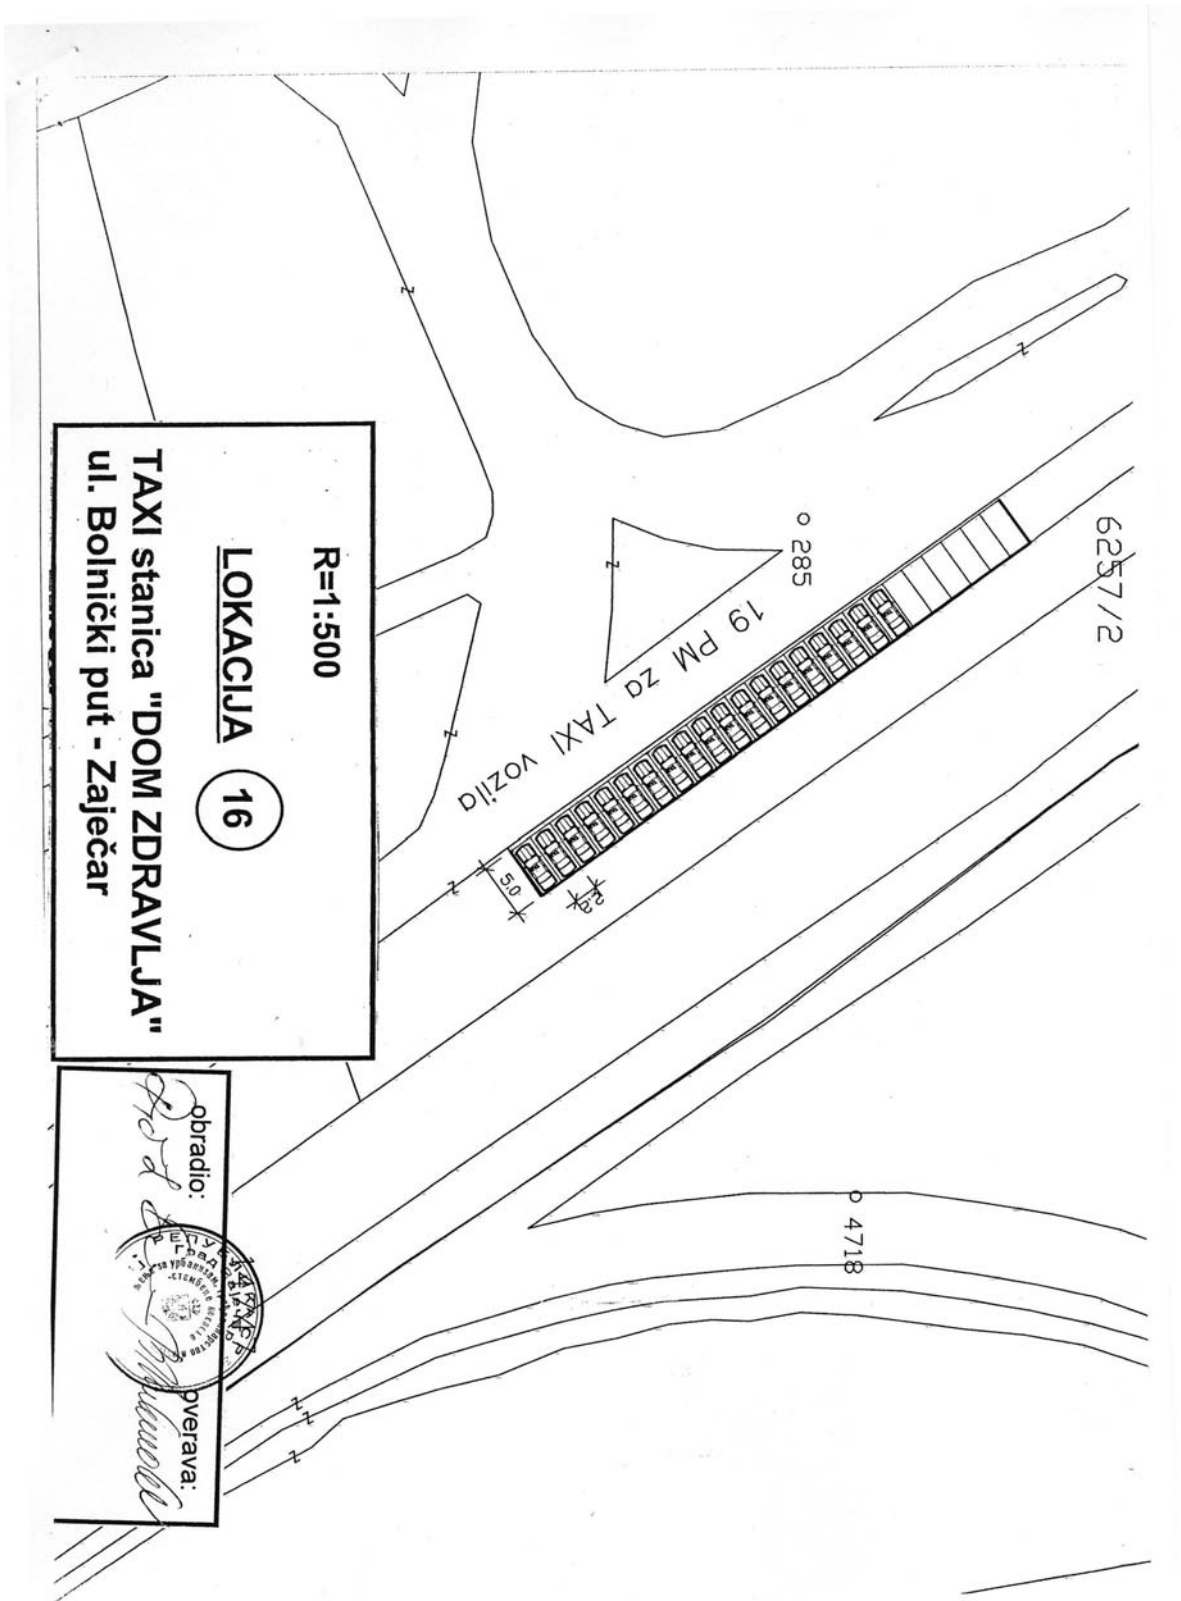 6257/2
285
19 PM za TAXI vozila
5.0
2.2
4718
R=1:500
LOKACIJA 16
TAXI stanica "DOM ZDRAVLJA"
ul. Bolnički put - Zaječar
obradio:
overava: